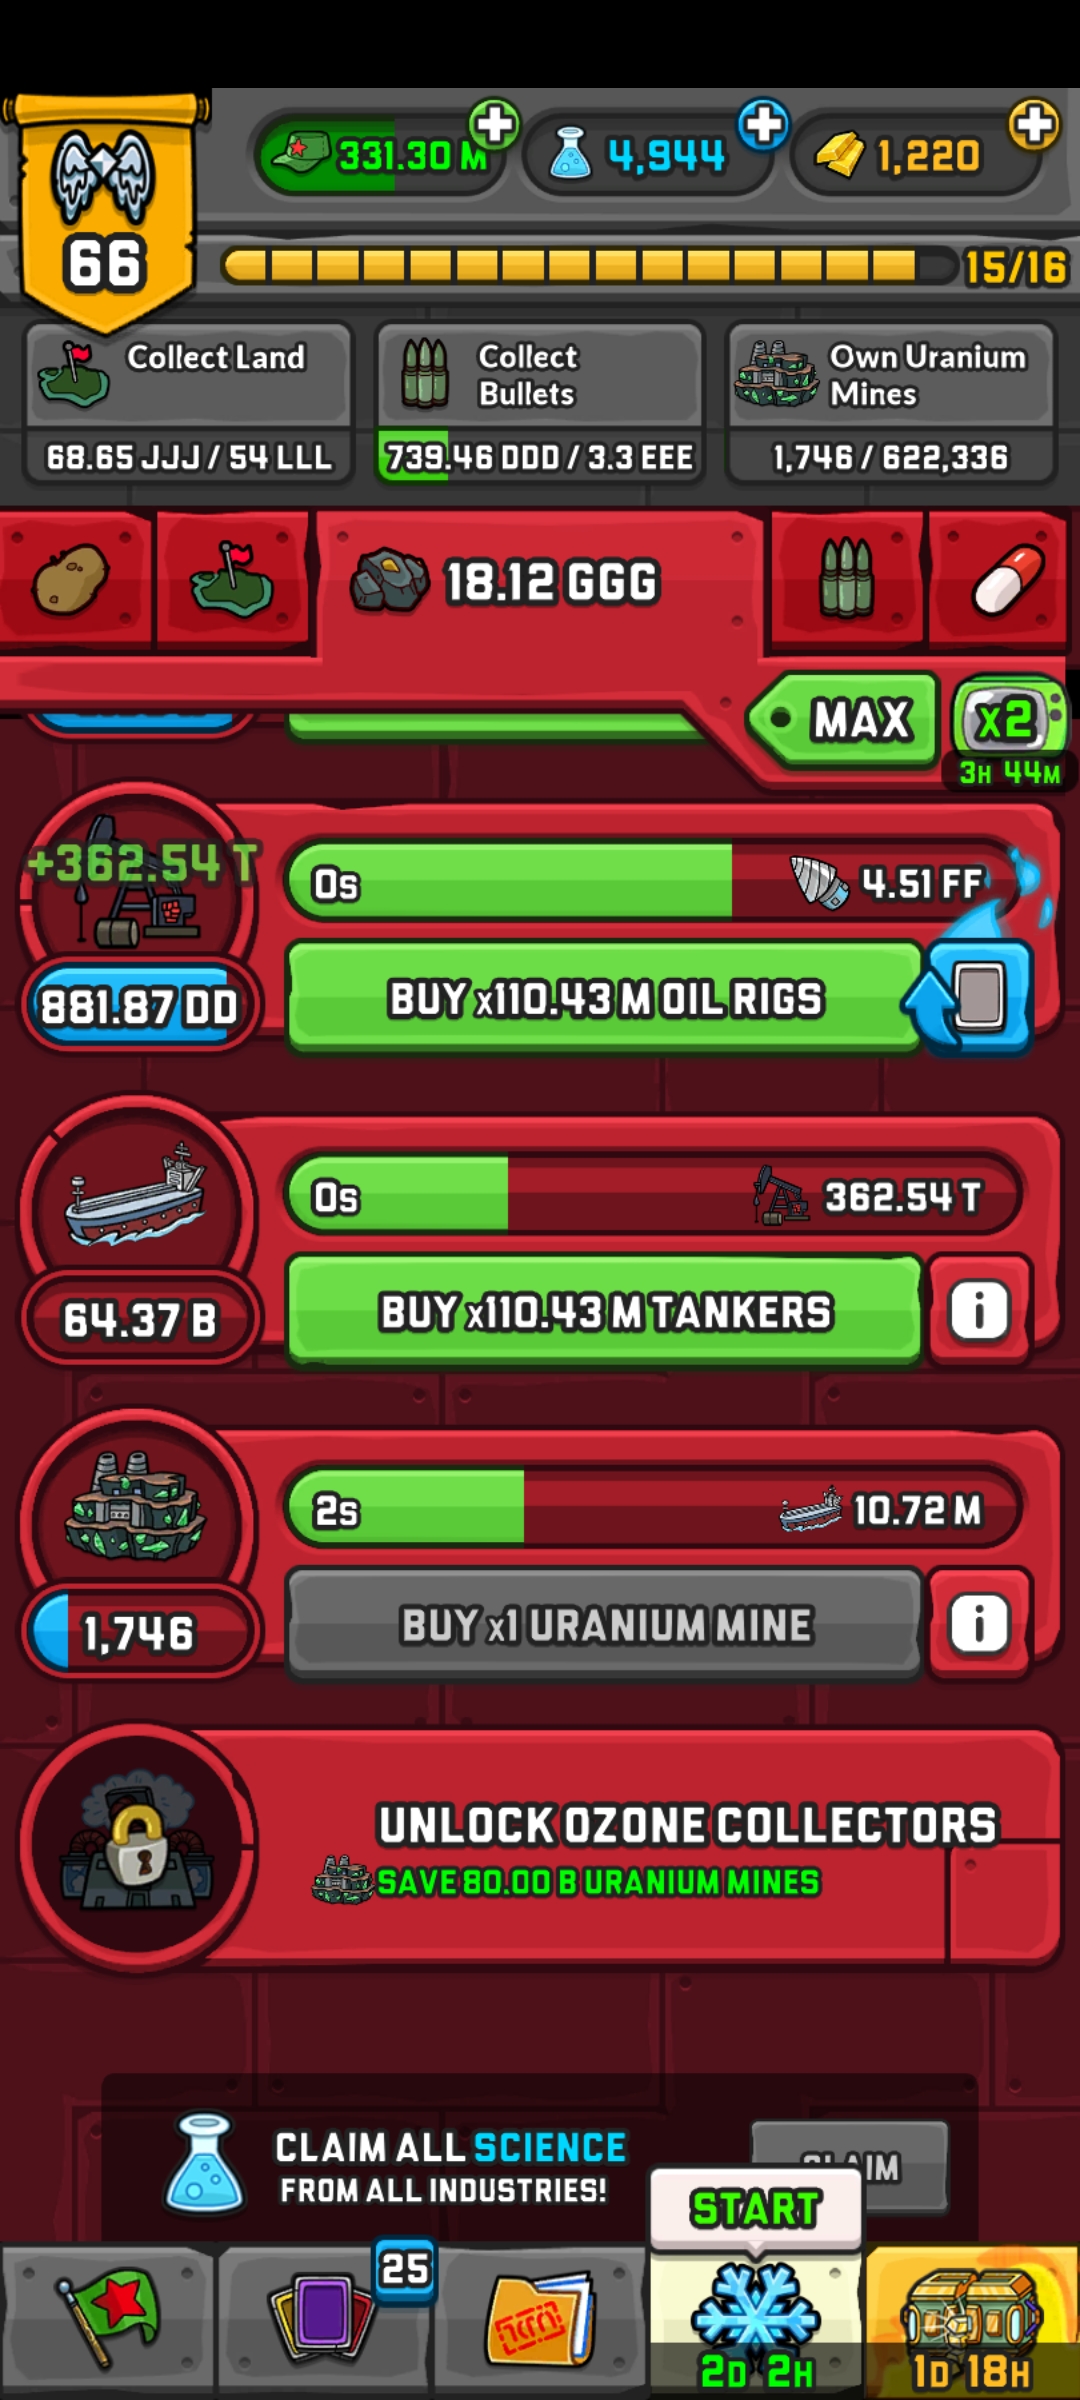 331.30 M
4,944
1,220
66
15/16
Collect Land
68.65 JJJ / 54 LLL
Collect
Bullets
739.46 DDD / 3.3 EEE
Own Uranium
Mines
1,746 / 622,336
18.12 GGG
MAX
x2
3H 44M
+362.54 T
0s
4.51 FF
881.87 DD
BUY x110.43 M OIL RIGS
0s
362.54 T
64.37 B
BUY x110.43 M TANKERS
i
2s
10.72 M
1,746
BUY x1 URANIUM MINE
i
UNLOCK OZONE COLLECTORS
SAVE 80.00 B URANIUM MINES
CLAIM ALL SCIENCE
FROM ALL INDUSTRIES!
CLAIM
START
25
2D 2H
1D 18H